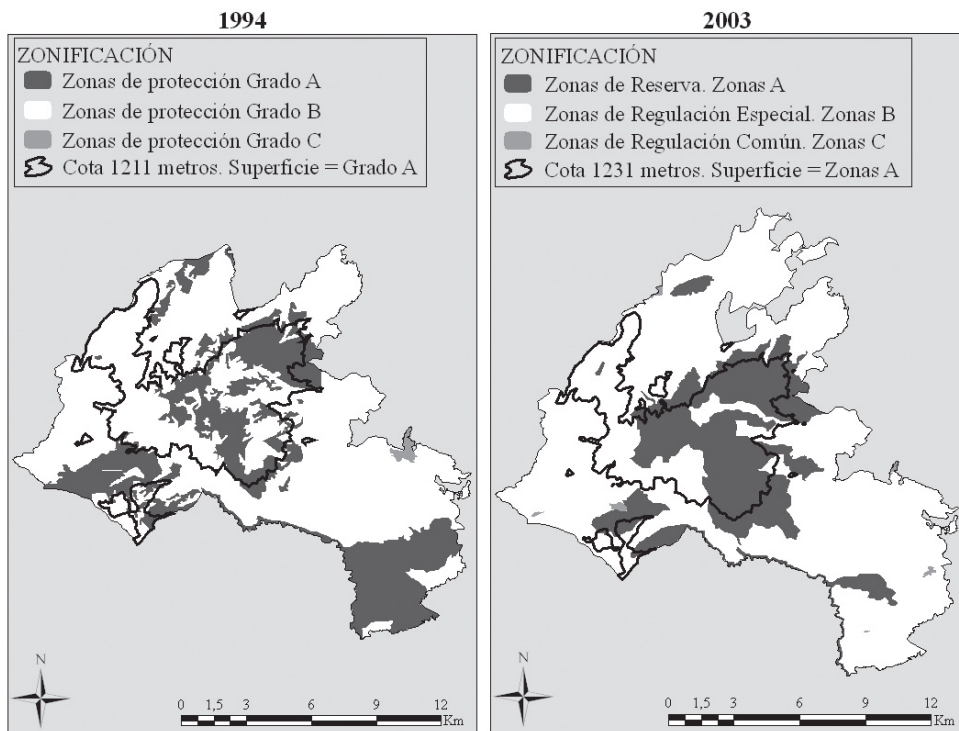 1994
ZONIFICACIÓN
Zonas de protección Grado A
Zonas de protección Grado B
Zonas de protección Grado C
Cota 1211 metros. Superficie = Grado A
N
0 1,5 3 6 9 12
Km
2003
ZONIFICACIÓN
Zonas de Reserva. Zonas A
Zonas de Regulación Especial. Zonas B
Zonas de Regulación Común. Zonas C
Cota 1231 metros. Superficie = Zonas A
N
0 1,5 3 6 9 12
Km